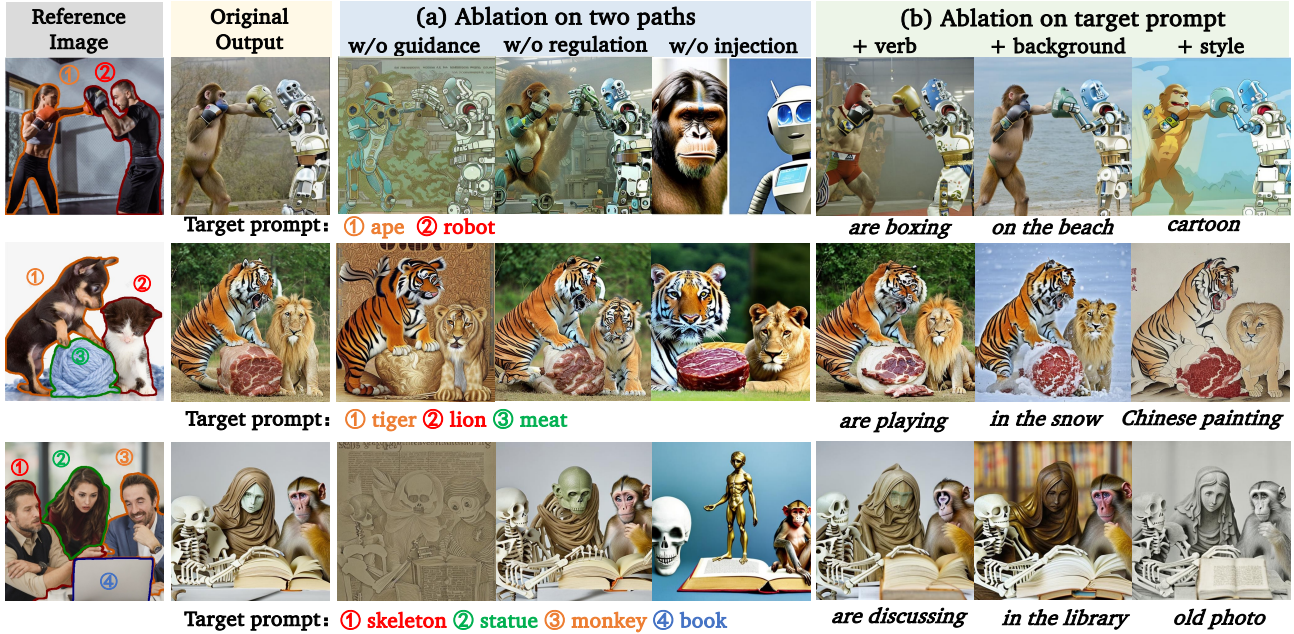 Reference Image
Original Output
(a) Ablation on two paths
w/o guidance w/o regulation w/o injection
(b) Ablation on target prompt
+ verb + background + style
① ②
Target prompt: ① ape ② robot
are boxing on the beach cartoon
① ② ③
Target prompt: ① tiger ② lion ③ meat
are playing in the snow Chinese painting
① ② ③ ④
Target prompt: ① skeleton ② statue ③ monkey ④ book
are discussing in the library old photo